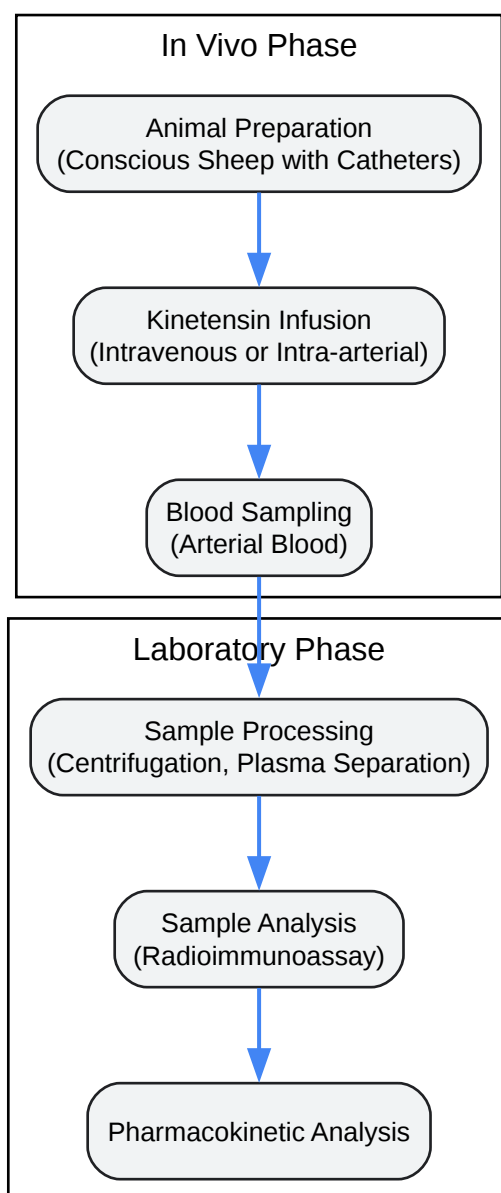 In Vivo Phase
Animal Preparation
(Conscious Sheep with Catheters)
Kinetensin Infusion
(Intravenous or Intra-arterial)
Blood Sampling
(Arterial Blood)
Laboratory Phase
Sample Processing
(Centrifugation, Plasma Separation)
Sample Analysis
(Radioimmunoassay)
Pharmacokinetic Analysis